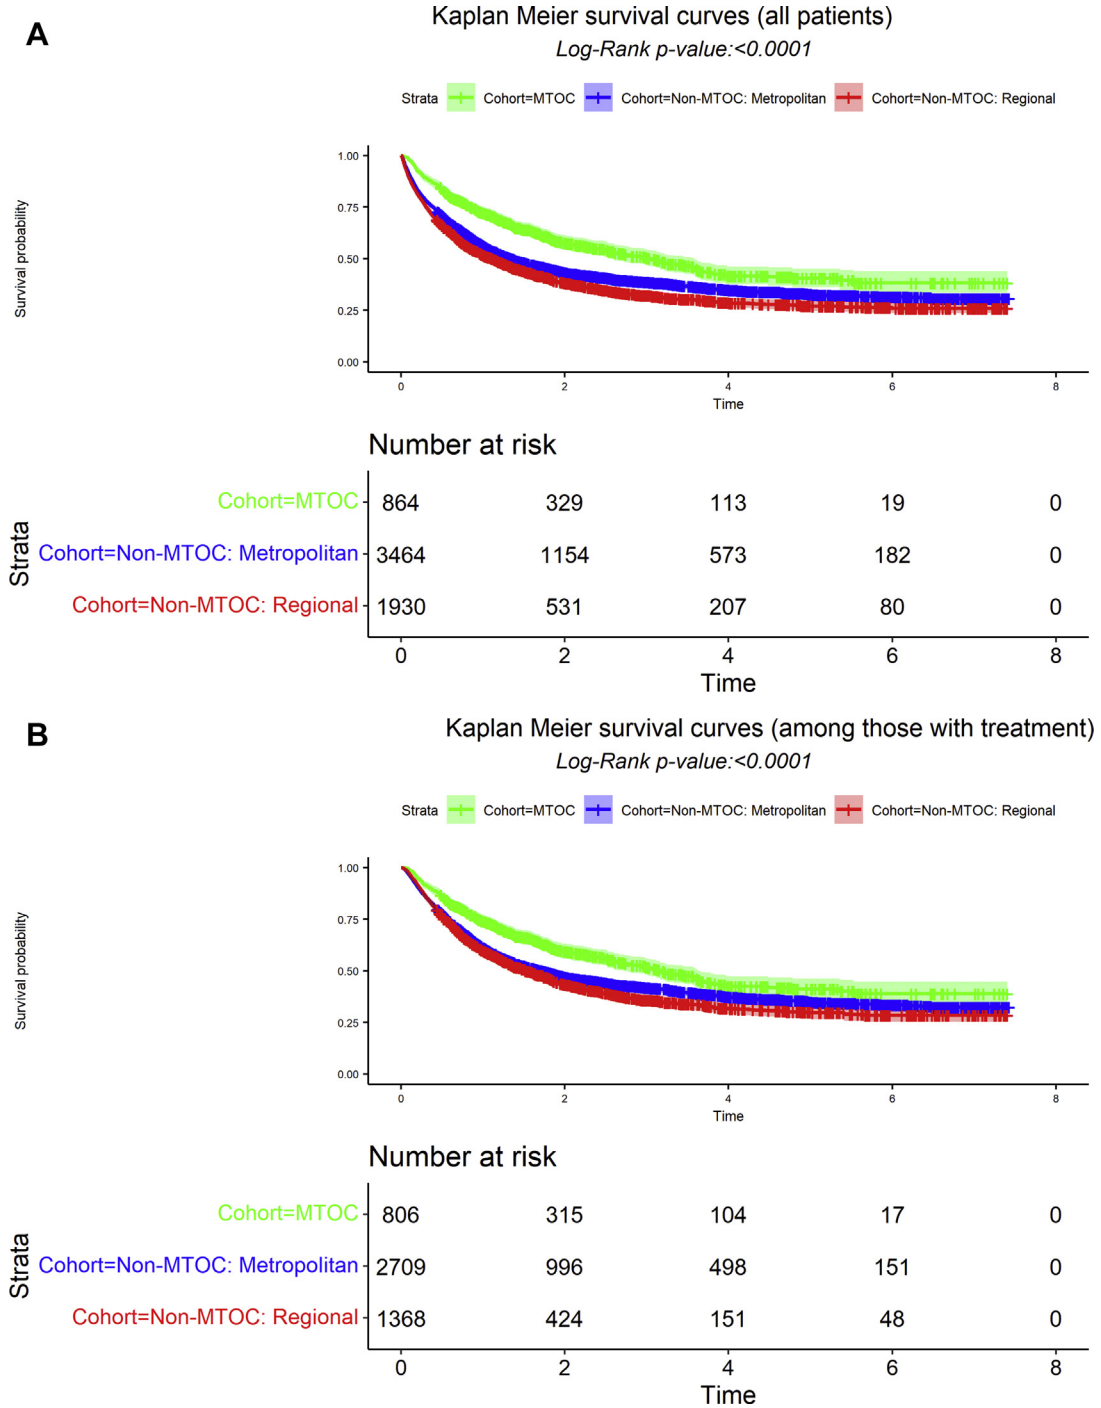 A
Kaplan Meier survival curves (all patients)
Log-Rank p-value:<0.0001
Strata Cohort=MTOC Cohort=Non-MTOC: Metropolitan Cohort=Non-MTOC: Regional
Survival probability
1.00
0.75
0.50
0.25
0.00
0 2 4 6 8
Time
Number at risk
Strata
Cohort=MTOC 864 329 113 19 0
Cohort=Non-MTOC: Metropolitan 3464 1154 573 182 0
Cohort=Non-MTOC: Regional 1930 531 207 80 0
0 2 4 6 8
Time
B
Kaplan Meier survival curves (among those with treatment)
Log-Rank p-value:<0.0001
Strata Cohort=MTOC Cohort=Non-MTOC: Metropolitan Cohort=Non-MTOC: Regional
Survival probability
1.00
0.75
0.50
0.25
0.00
0 2 4 6 8
Time
Number at risk
Strata
Cohort=MTOC 806 315 104 17 0
Cohort=Non-MTOC: Metropolitan 2709 996 498 151 0
Cohort=Non-MTOC: Regional 1368 424 151 48 0
0 2 4 6 8
Time